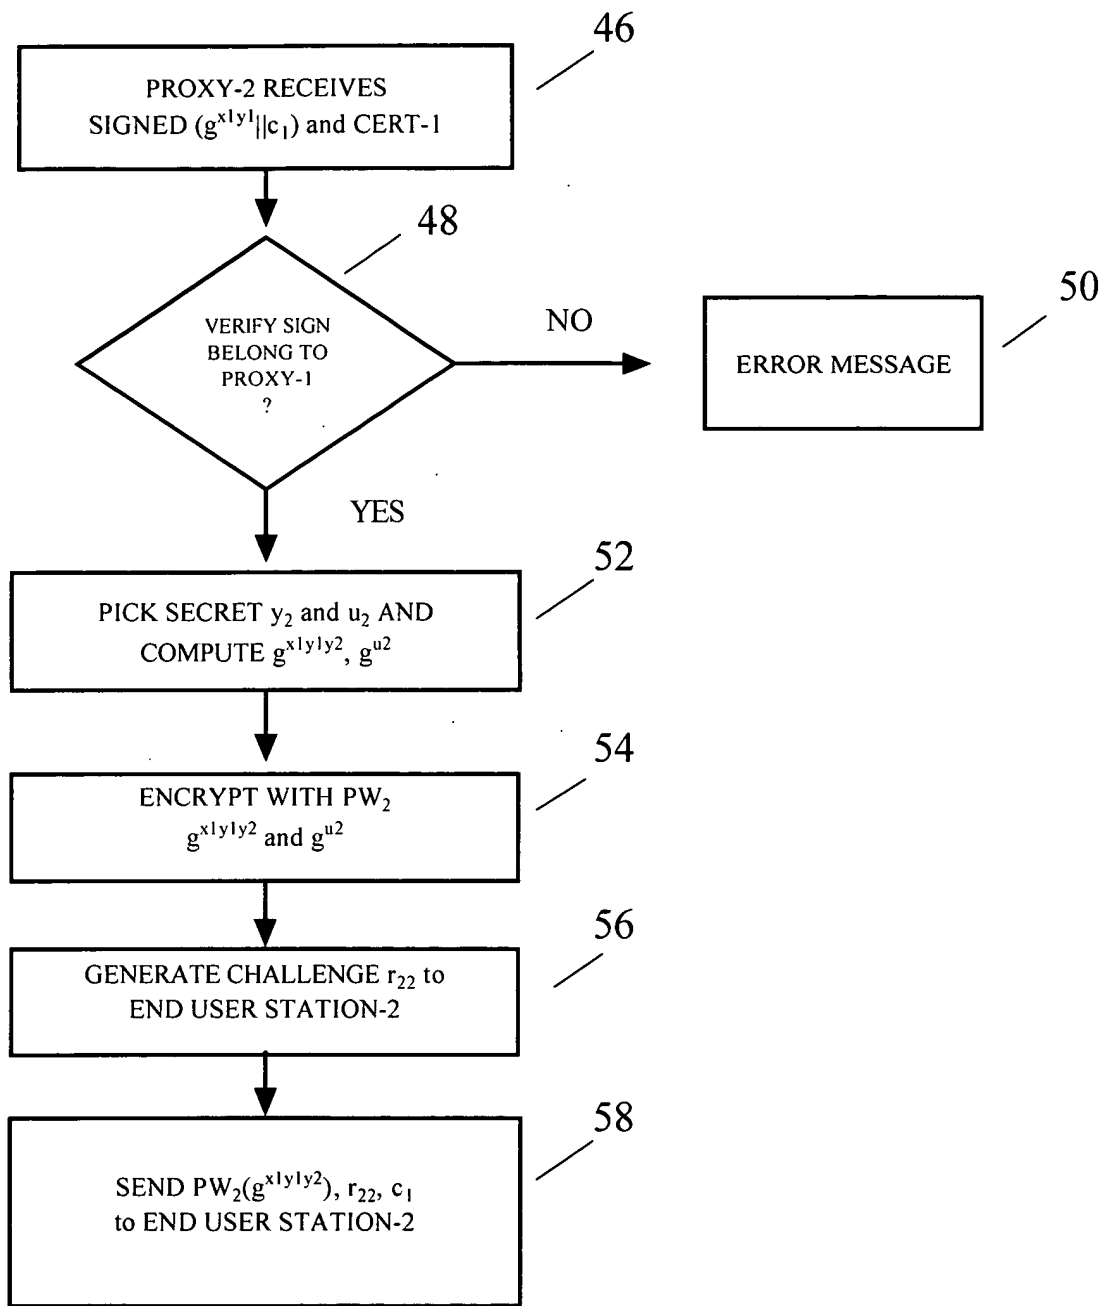 46
PROXY-2 RECEIVES
SIGNED (g^x1y1||c₁) and CERT-1
48
VERIFY SIGN
BELONG TO
PROXY-1
?
NO
50
ERROR MESSAGE
YES
52
PICK SECRET y₂ and u₂ AND
COMPUTE g^x1y1y2, g^u2
54
ENCRYPT WITH PW₂
g^x1y1y2 and g^u2
56
GENERATE CHALLENGE r₂₂ to
END USER STATION-2
58
SEND PW₂(g^x1y1y2), r₂₂, c₁
to END USER STATION-2